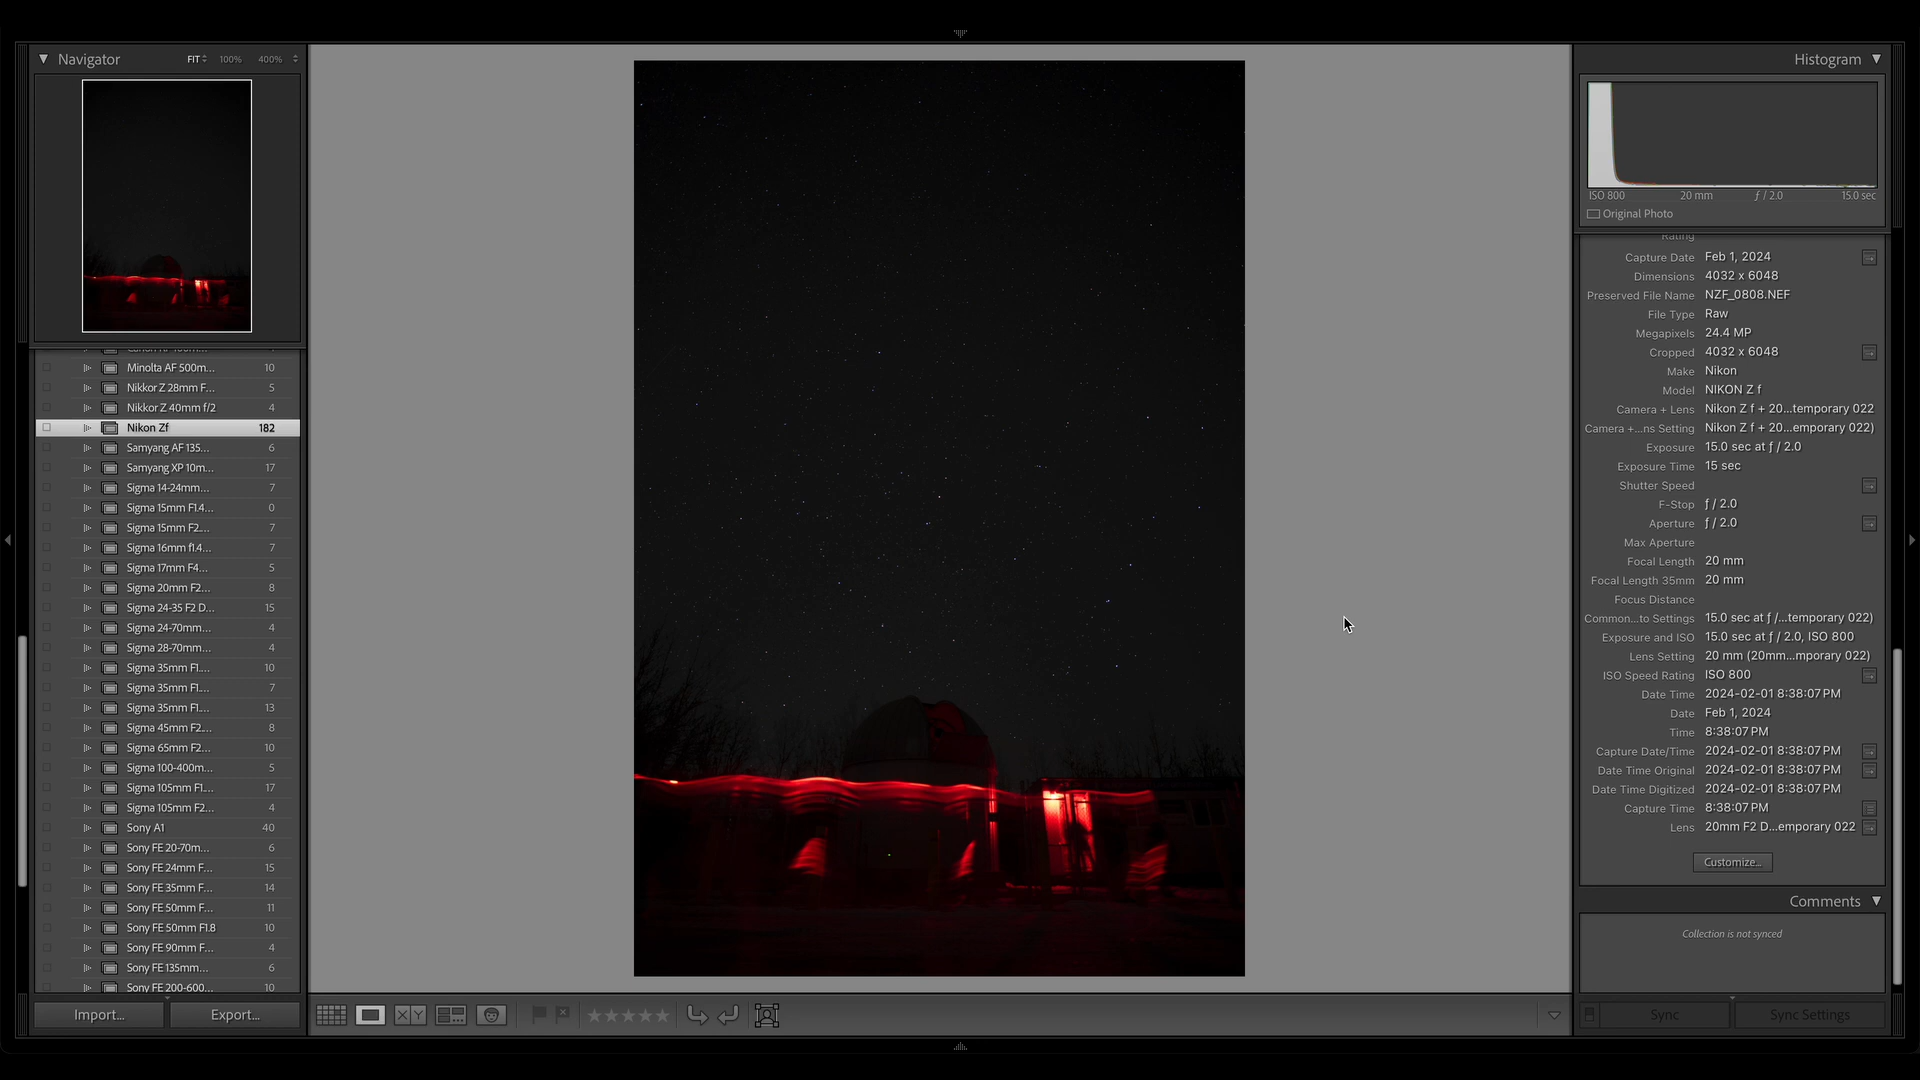 Navigator
FIT
100%
400%
Minolta AF 500m... 10
Nikkor Z 28mm F... 5
Nikkor Z 40mm f/2 4
Nikon Zf 182
Samyang AF 135... 6
Samyang XP 10m... 17
Sigma 14-24mm... 7
Sigma 15mm F1.4... 0
Sigma 15mm F2.... 7
Sigma 16mm f1.4... 7
Sigma 17mm F4... 5
Sigma 20mm F2... 8
Sigma 24-35 F2 D... 15
Sigma 24-70mm... 4
Sigma 28-70mm... 4
Sigma 35mm F1.... 10
Sigma 35mm F1.... 7
Sigma 35mm F1.... 13
Sigma 45mm F2.... 8
Sigma 65mm F2... 10
Sigma 100-400m... 5
Sigma 105mm F1... 17
Sigma 105mm F2... 4
Sony A1 40
Sony FE 20-70m... 6
Sony FE 24mm F... 15
Sony FE 35mm F... 14
Sony FE 50mm F... 11
Sony FE 50mm F1.8 10
Sony FE 90mm F... 4
Sony FE 135mm... 6
Sony FE 200-600... 10
Import...
Export...
XY
Histogram
ISO 800 20 mm ƒ / 2.0 15.0 sec
Original Photo
Rating
Capture Date Feb 1, 2024
Dimensions 4032 x 6048
Preserved File Name NZF_0808.NEF
File Type Raw
Megapixels 24.4 MP
Cropped 4032 x 6048
Make Nikon
Model NIKON Z f
Camera + Lens Nikon Z f + 20...temporary 022
Camera +...ns Setting Nikon Z f + 20...emporary 022)
Exposure 15.0 sec at ƒ / 2.0
Exposure Time 15 sec
Shutter Speed
F-Stop ƒ / 2.0
Aperture ƒ / 2.0
Max Aperture
Focal Length 20 mm
Focal Length 35mm 20 mm
Focus Distance
Common...to Settings 15.0 sec at ƒ /...temporary 022)
Exposure and ISO 15.0 sec at ƒ / 2.0, ISO 800
Lens Setting 20 mm (20mm...mporary 022)
ISO Speed Rating ISO 800
Date Time 2024-02-01 8:38:07 PM
Date Feb 1, 2024
Time 8:38:07 PM
Capture Date/Time 2024-02-01 8:38:07 PM
Date Time Original 2024-02-01 8:38:07 PM
Date Time Digitized 2024-02-01 8:38:07 PM
Capture Time 8:38:07 PM
Lens 20mm F2 D...emporary 022
Customize...
Comments
Collection is not synced
Sync
Sync Settings